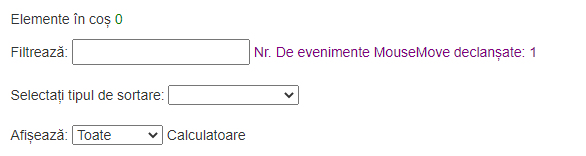 Elemente în coș 0
Filtrează: Nr. De evenimente MouseMove declanșate: 1
Selectați tipul de sortare:
Afișează: Toate Calculatoare